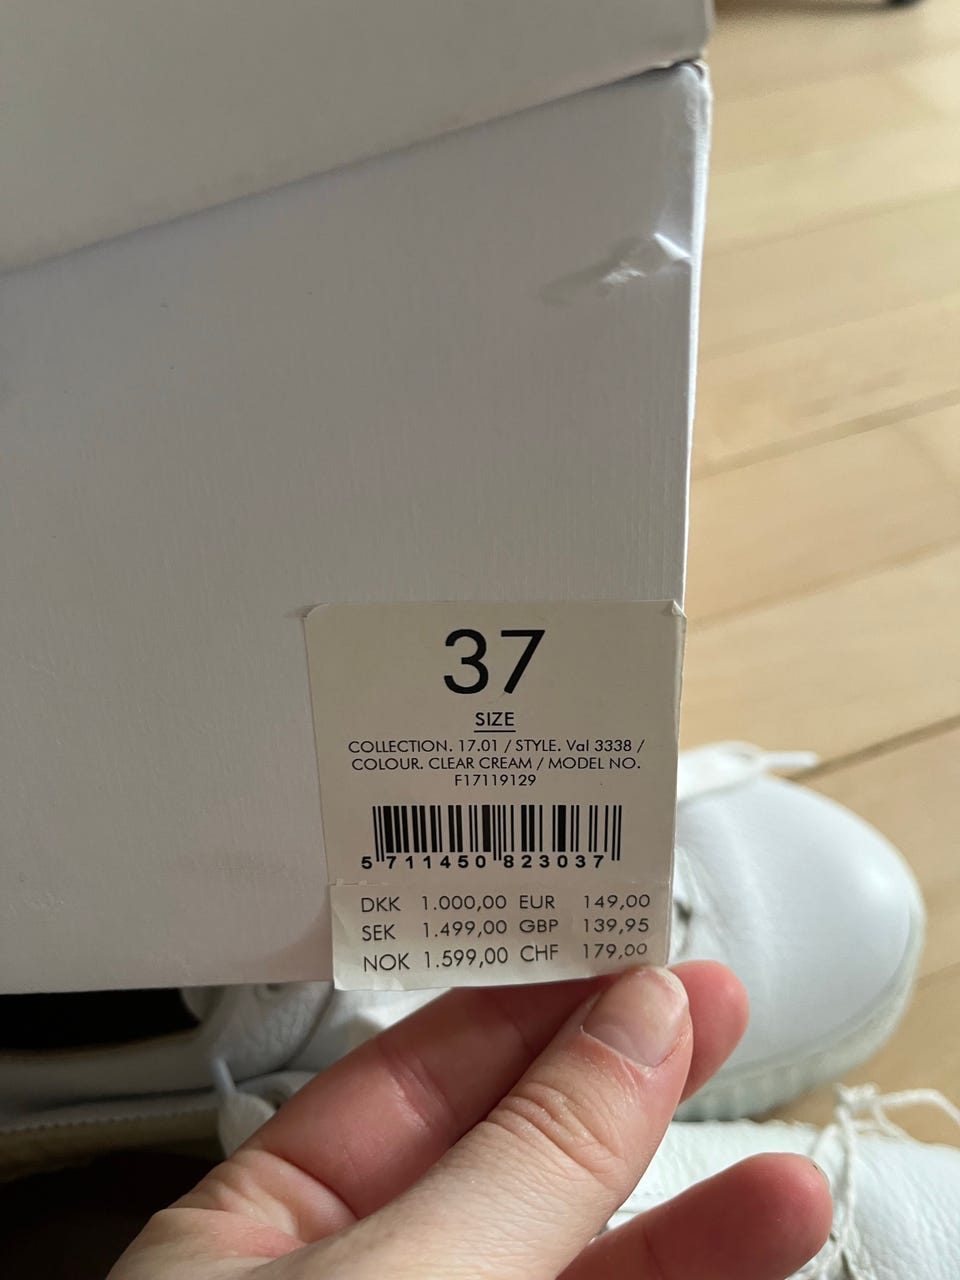 37
SIZE
COLLECTION. 17.01 / STYLE. Val 3338 /
COLOUR. CLEAR CREAM / MODEL NO.
F17119129
5 711450 823037
DKK 1.000,00 EUR 149,00
SEK 1.499,00 GBP 139,95
NOK 1.599,00 CHF 179,00